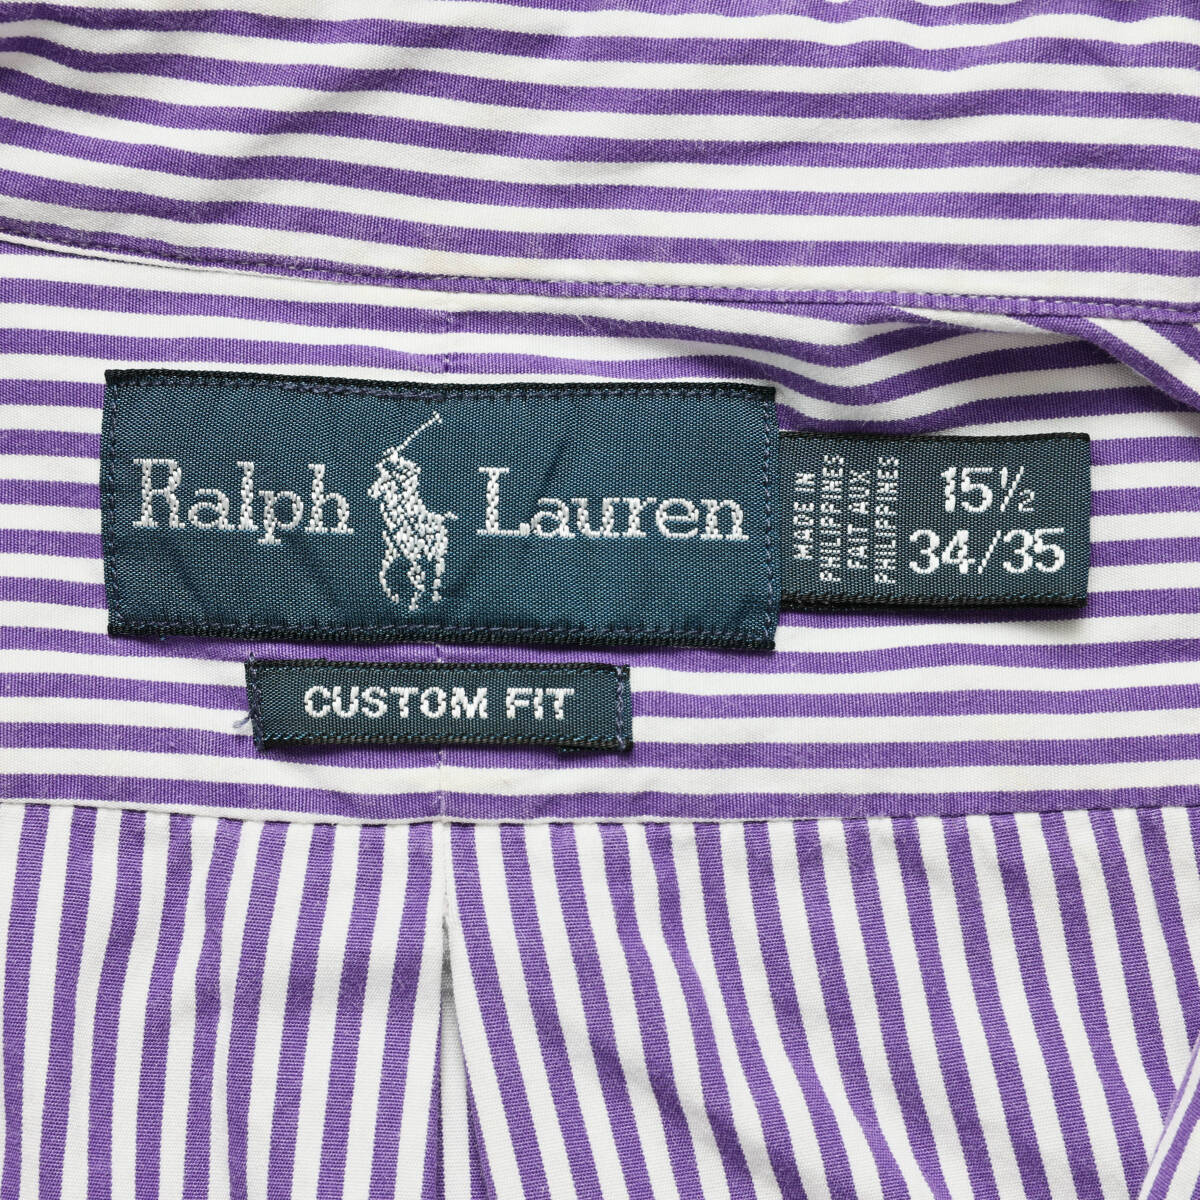 Ralph Lauren
MADE IN
PHILIPPINES
FAIT AUX
PHILIPPINES
15½
34/35
CUSTOM FIT